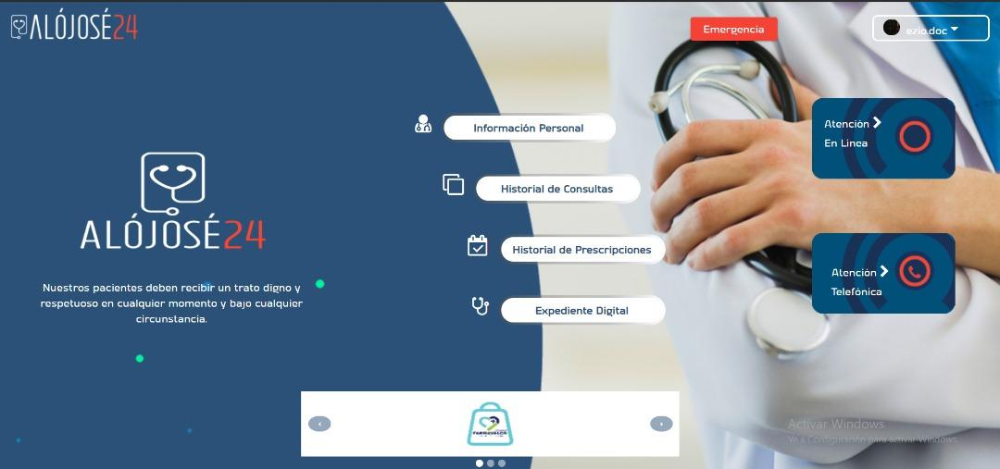 ALÓJOSÉ24
Emergencia
ezio.doc
Información Personal
Atención
En Linea
Historial de Consultas
ALÓJOSÉ24
Historial de Prescripciones
Atención
Telefónica
Nuestros pacientes deben recibir un trato digno y
respetuoso en cualquier momento y bajo cualquier
circunstancia.
Expediente Digital
FARMAVALOR
Activar Windows
Ve a Configuración para activar Windows.